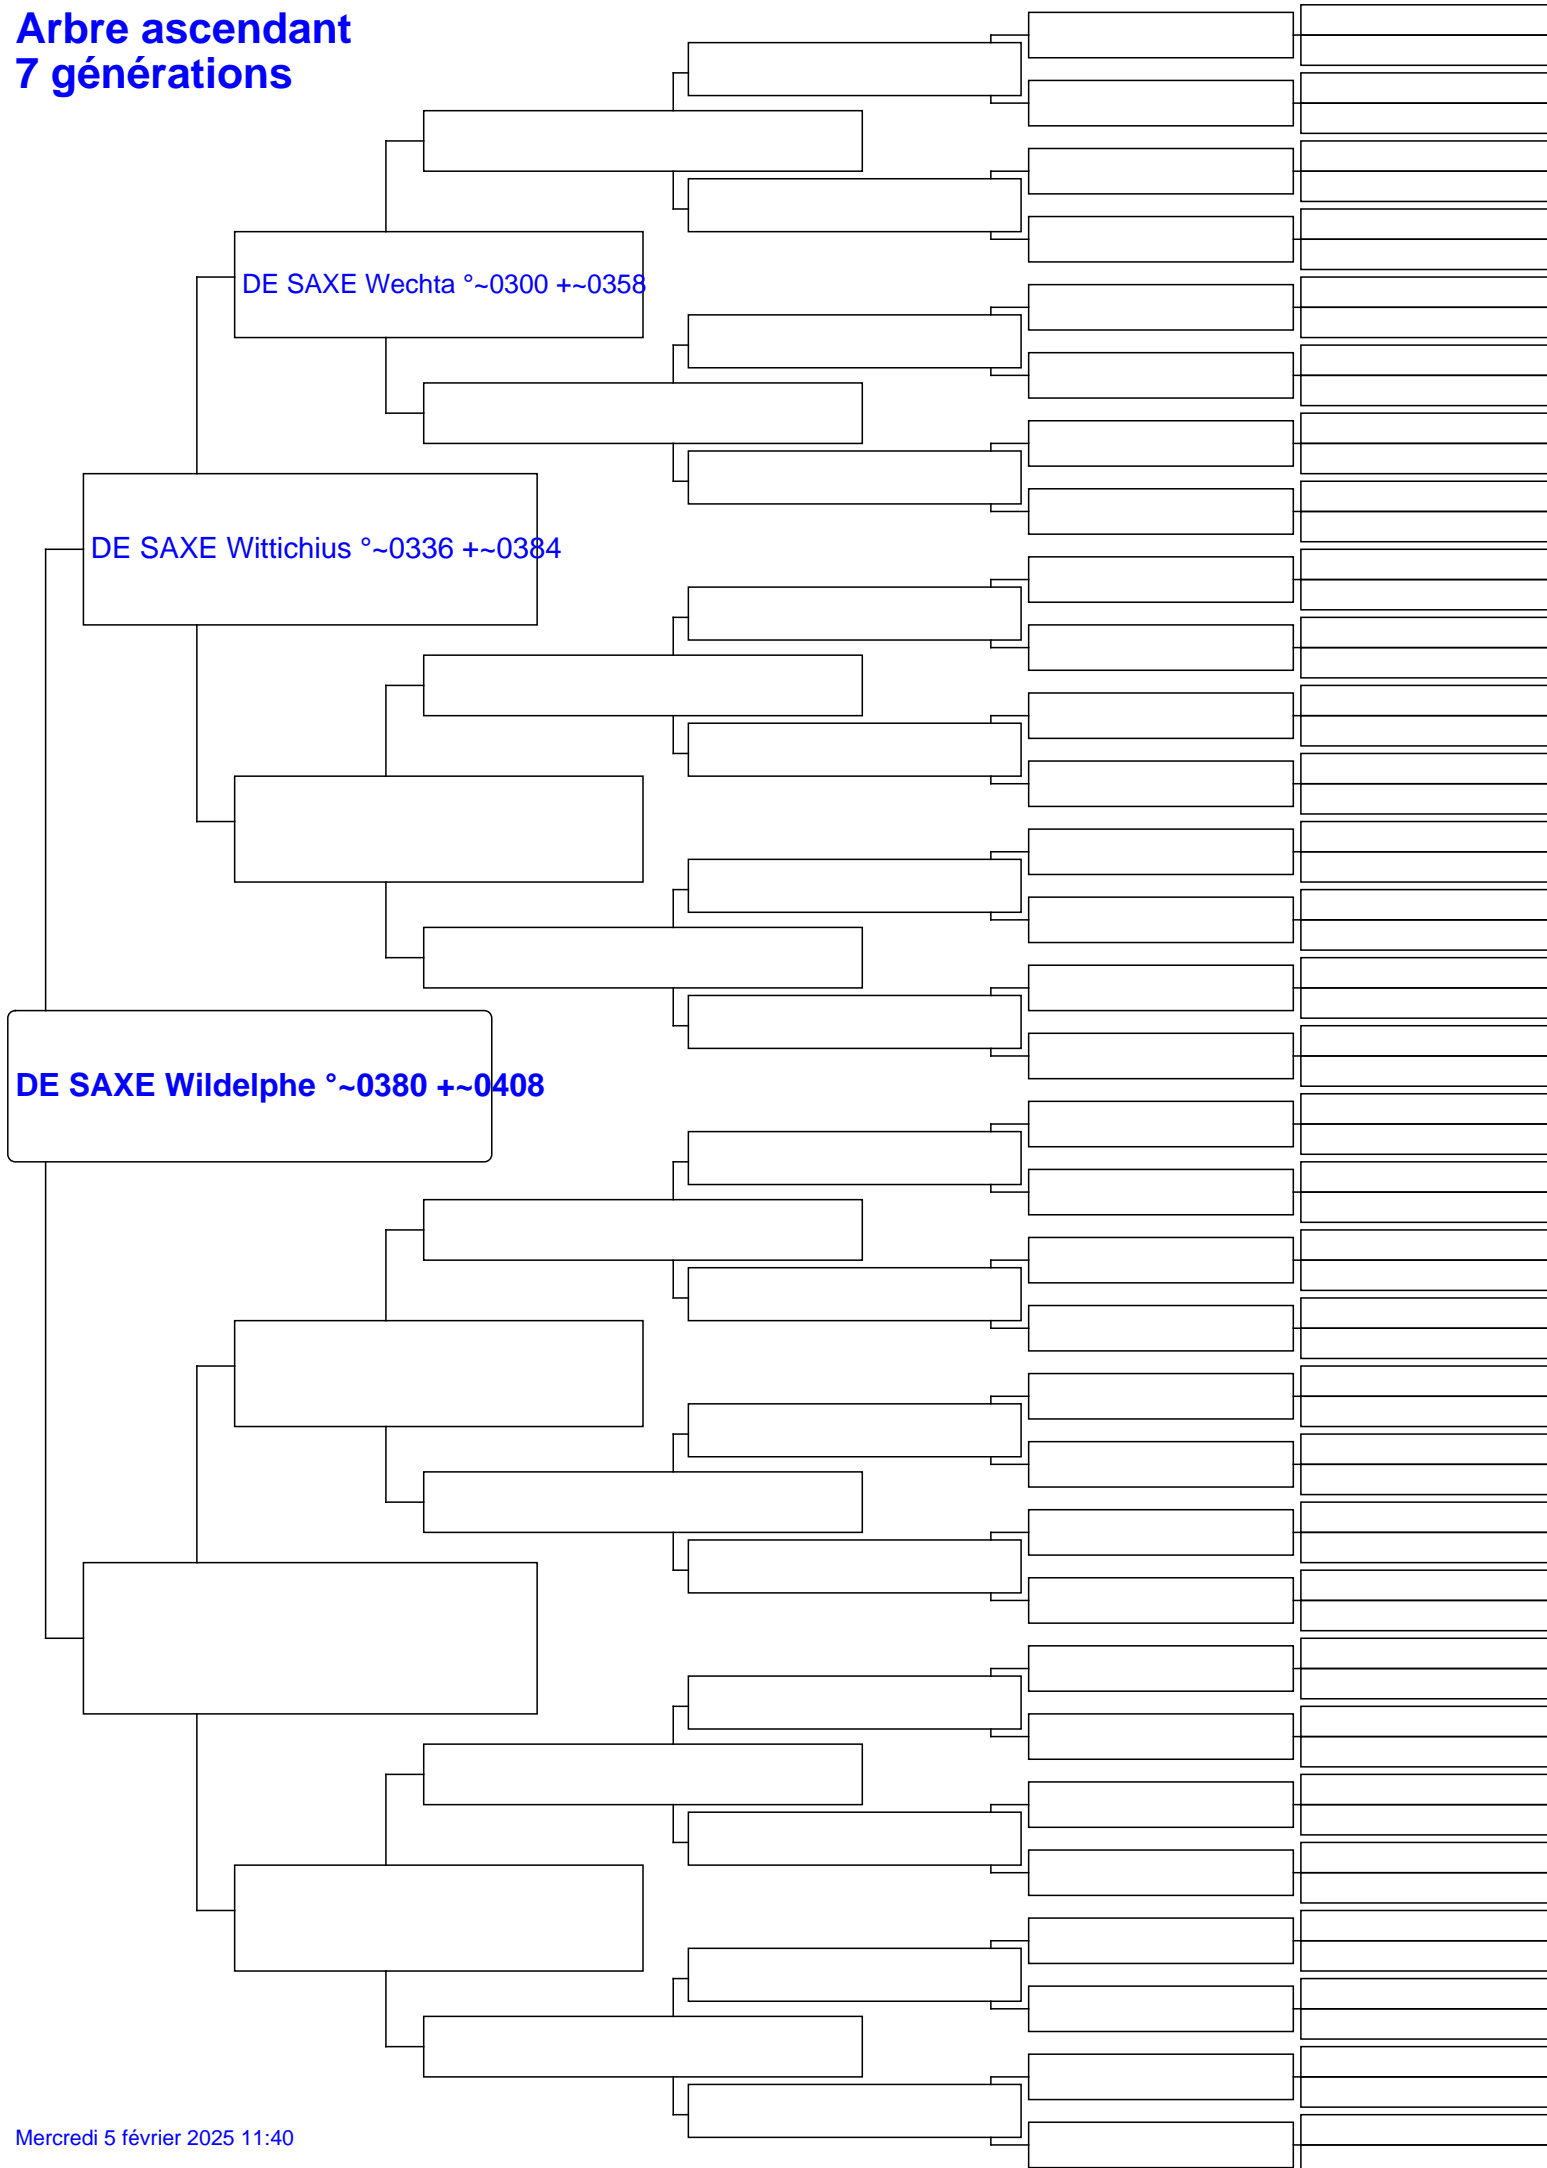 Arbre ascendant
7 générations
DE SAXE Wechta °~0300 +~0358
DE SAXE Wittichius °~0336 +~0384
DE SAXE Wildelphe °~0380 +~0408
Mercredi 5 février 2025 11:40